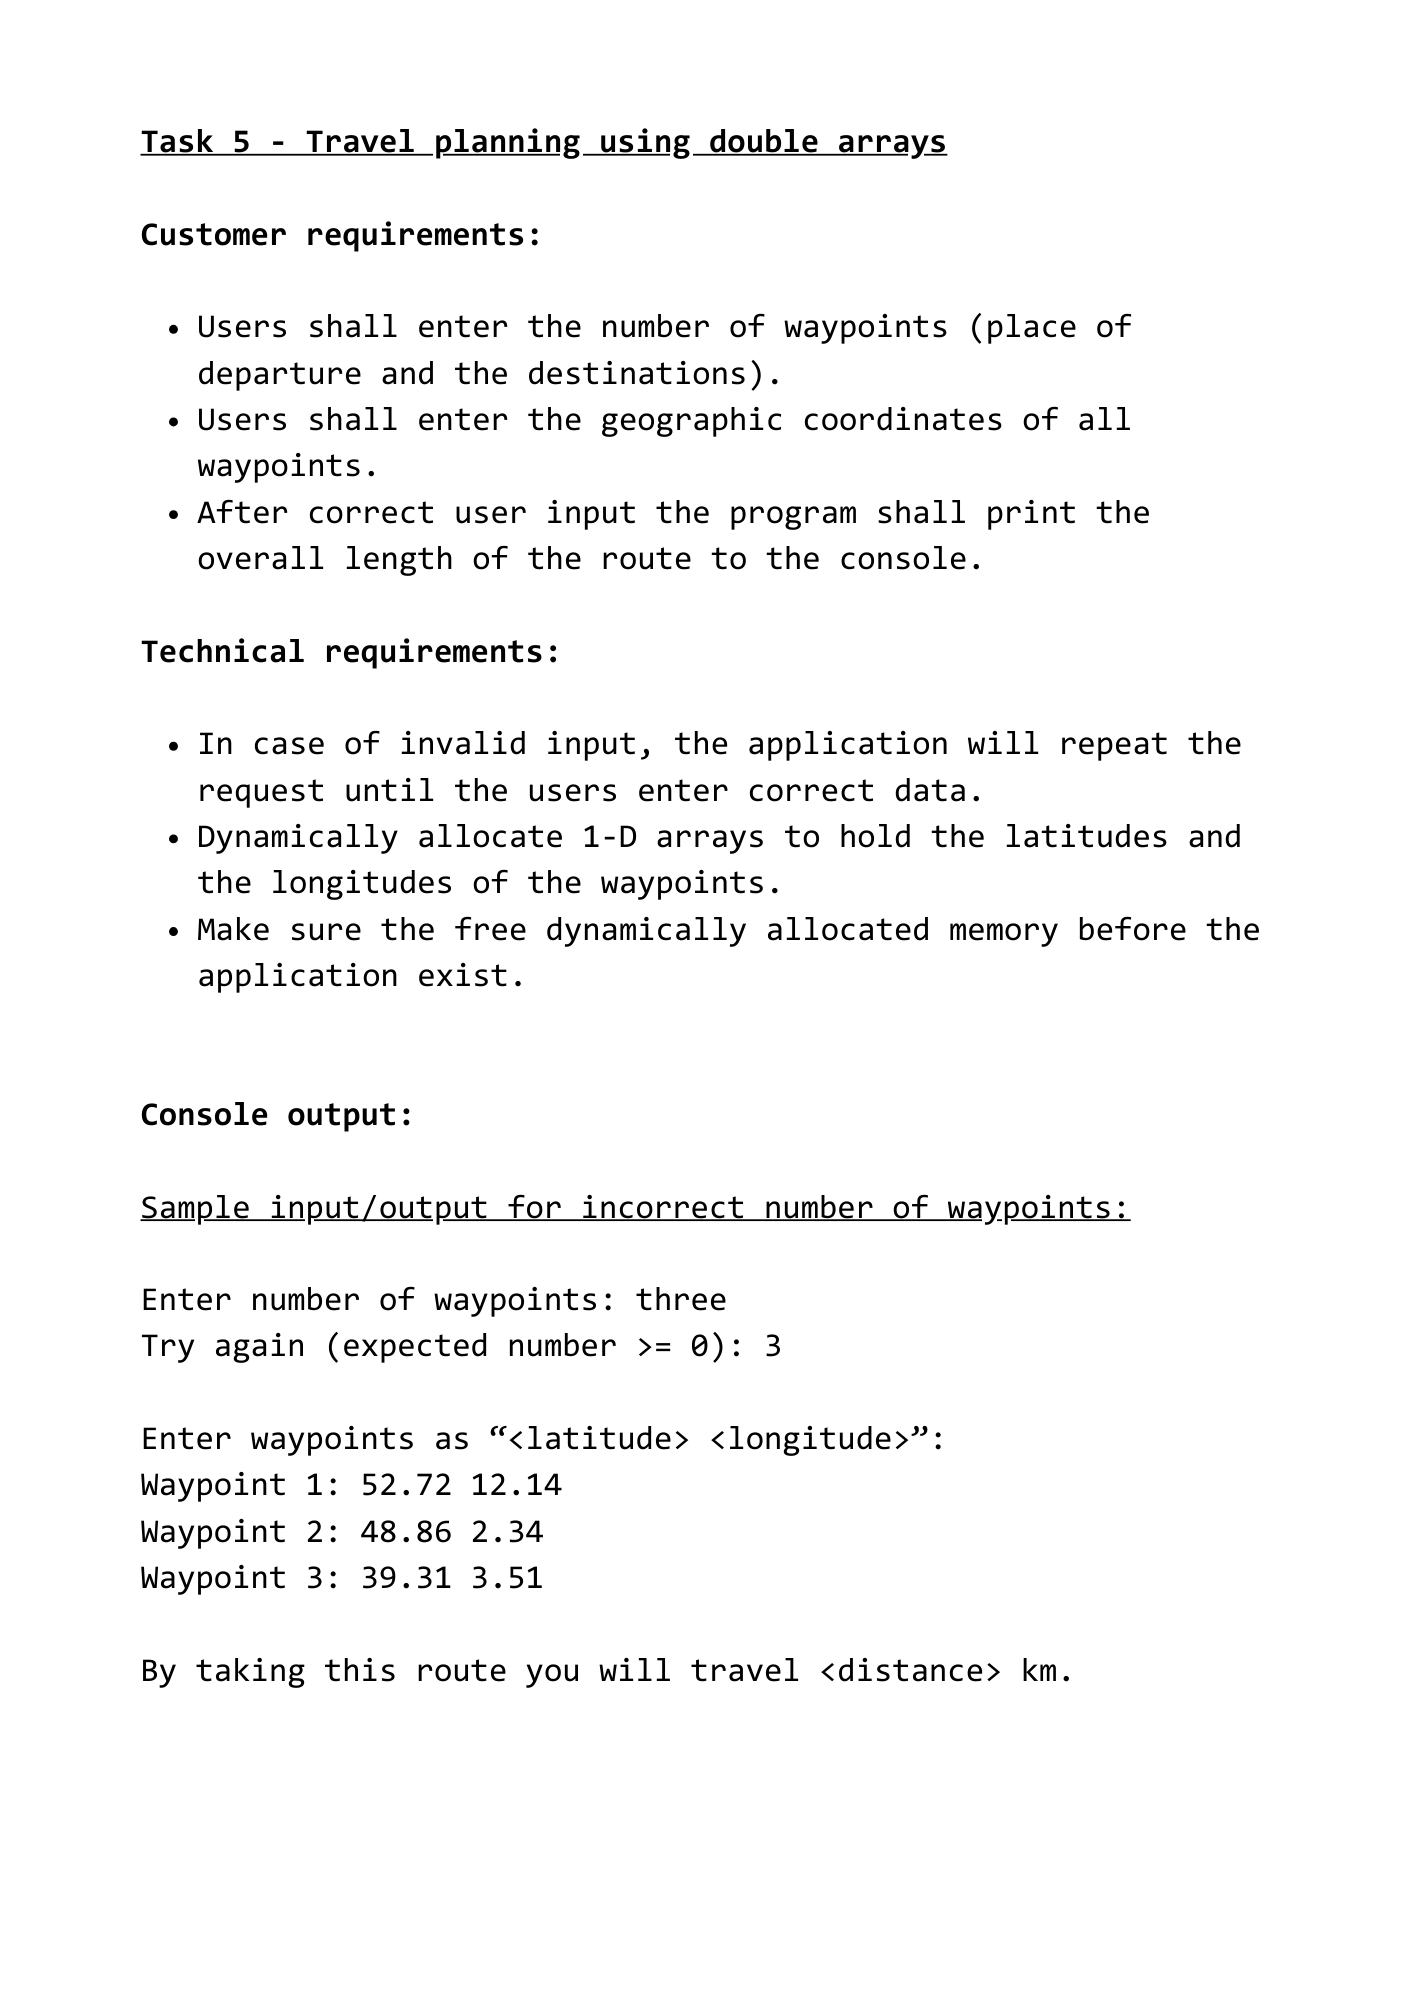 Task 5 - Travel planning using double arrays
Customer requirements:
• Users shall enter the number of waypoints (place of
departure and the destinations).
• Users shall enter the geographic coordinates of all
waypoints.
• After correct user input the program shall print the
overall length of the route to the console.
Technical requirements:
• In case of invalid input, the application will repeat the
request until the users enter correct data.
• Dynamically allocate 1-D arrays to hold the latitudes and
the longitudes of the waypoints.
• Make sure the free dynamically allocated memory before the
application exist.
Console output:
Sample input/output for incorrect number of waypoints:
Enter number of waypoints: three
Try again (expected number >= 0): 3
Enter waypoints as “<latitude> <longitude>”:
Waypoint 1: 52.72 12.14
Waypoint 2: 48.86 2.34
Waypoint 3: 39.31 3.51
By taking this route you will travel <distance> km.